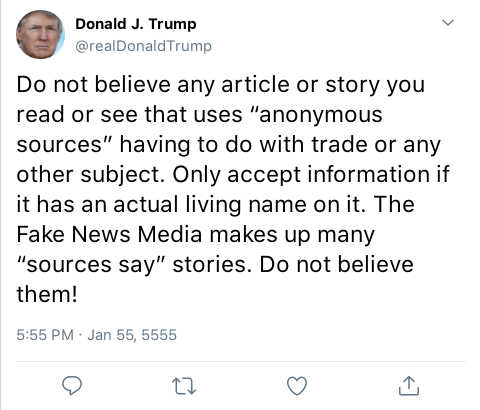 Donald J. Trump
@realDonaldTrump
Do not believe any article or story you
read or see that uses “anonymous
sources” having to do with trade or any
other subject. Only accept information if
it has an actual living name on it. The
Fake News Media makes up many
“sources say” stories. Do not believe
them!
5:55 PM · Jan 55, 5555